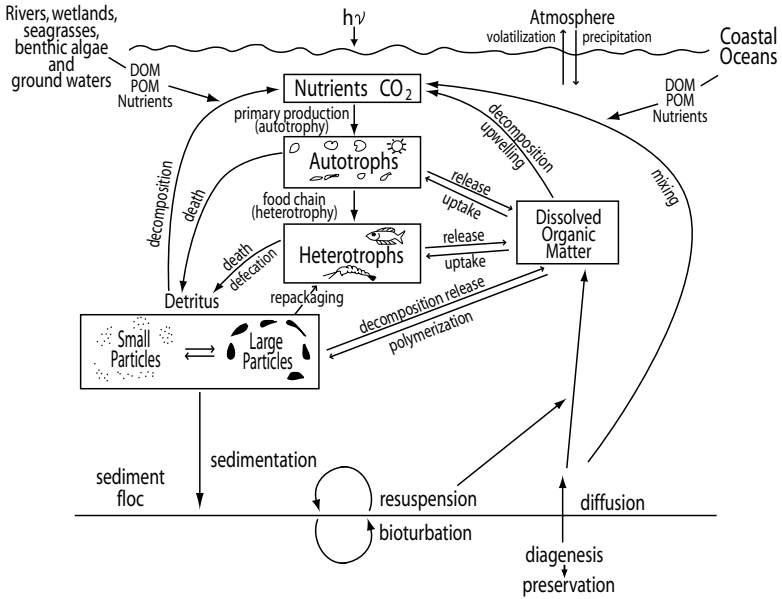 Rivers, wetlands,
seagrasses,
benthic algae
and
ground waters
DOM
POM
Nutrients
hν
Atmosphere
volatilization
precipitation
Coastal
Oceans
DOM
POM
Nutrients
Nutrients CO2
primary production
(autotrophy)
Autotrophs
food chain
(heterotrophy)
Heterotrophs
decomposition
death
death
defecation
Detritus
repackaging
release
uptake
release
uptake
decomposition
upwelling
mixing
Dissolved
Organic
Matter
decomposition release
polymerization
Small
Particles
Large
Particles
sedimentation
sediment
floc
resuspension
bioturbation
diffusion
diagenesis
preservation